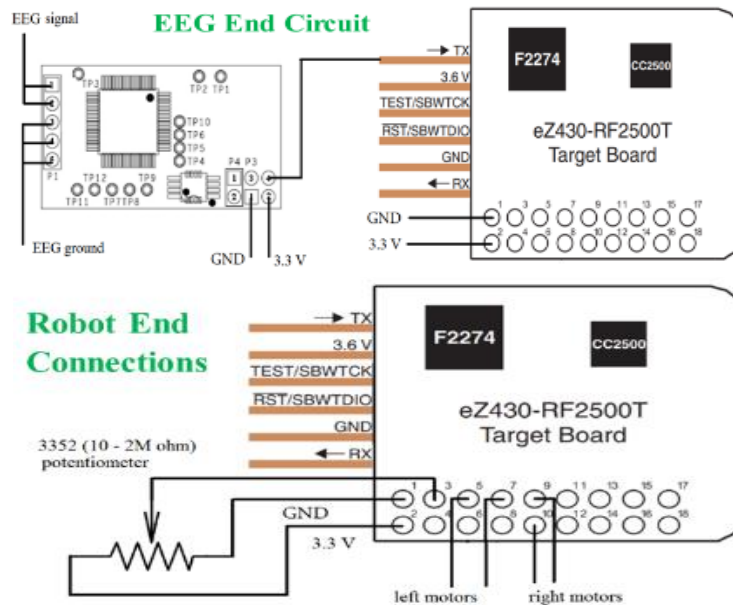 EEG signal
EEG End Circuit
TP3
TP2 TP1
TP10
TP6
TP5
TP4
P4 P3
1 3
2
P1
TP12
TP9
TP11
TP7TP8
EEG ground
GND
3.3 V
TX
3.6 V
TEST/SBWTCK
RST/SBWTDIO
GND
RX
F2274
CC2500
eZ430-RF2500T
Target Board
GND
3.3 V
1 3 5 7 9 11 13 15 17
2 4 6 8 10 12 14 16 18
Robot End
Connections
TX
3.6 V
TEST/SBWTCK
RST/SBWTDIO
GND
RX
F2274
CC2500
eZ430-RF2500T
Target Board
3352 (10 - 2M ohm)
potentiometer
GND
3.3 V
1 3 5 7 9 11 13 15 17
2 4 6 8 10 12 14 16 18
left motors
right motors